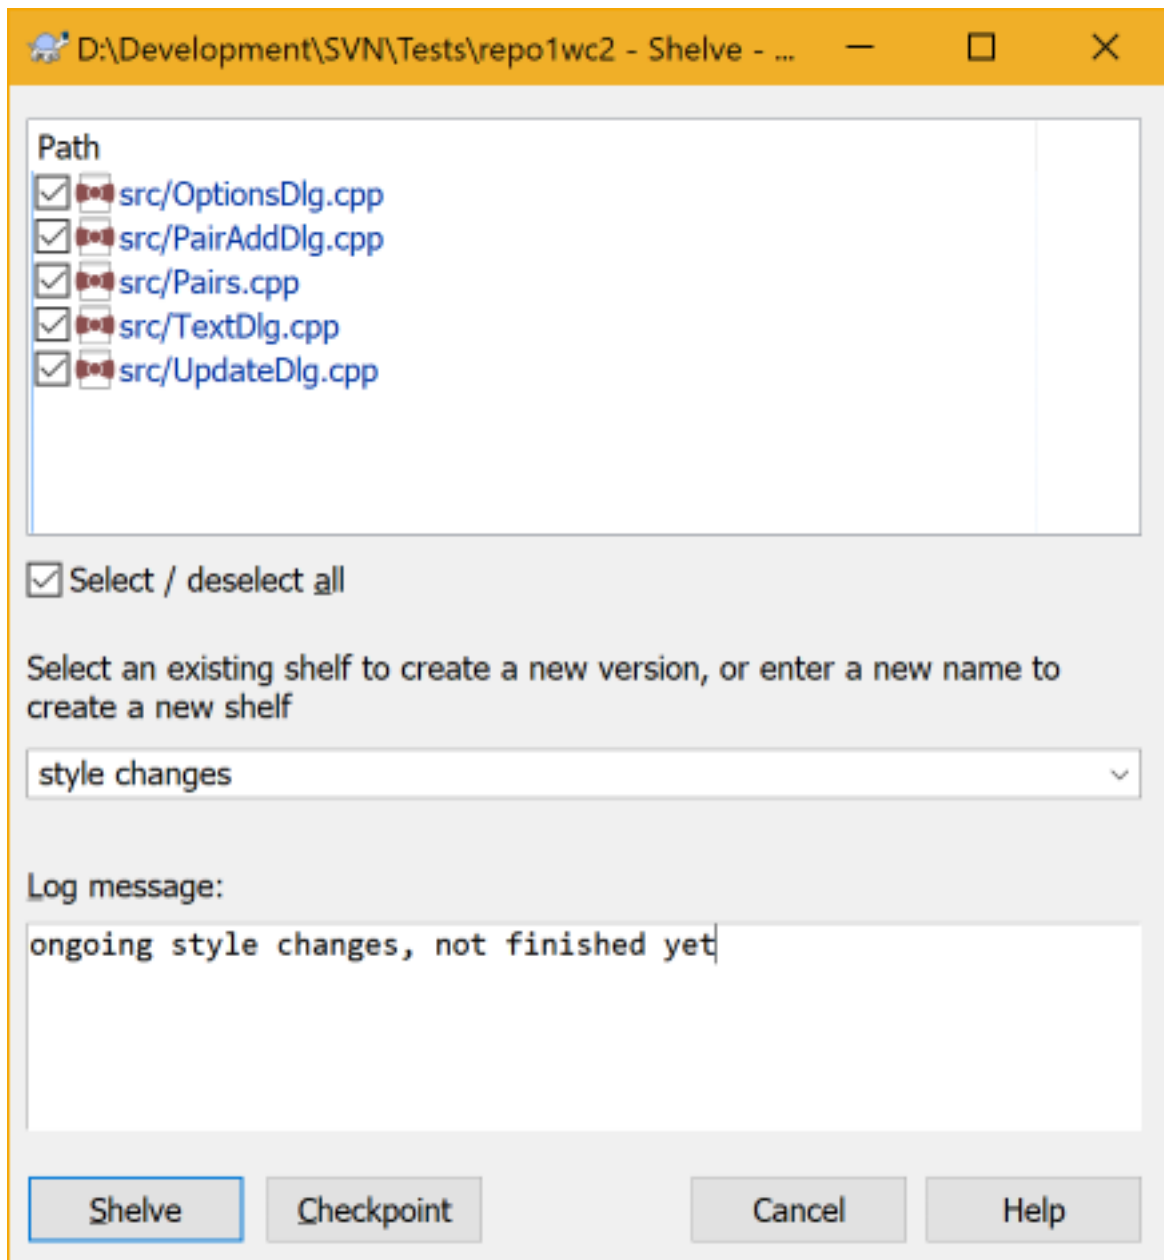 D:\Development\SVN\Tests\repo1wc2 - Shelve - ...
Path
src/OptionsDlg.cpp
src/PairAddDlg.cpp
src/Pairs.cpp
src/TextDlg.cpp
src/UpdateDlg.cpp
Select / deselect all
Select an existing shelf to create a new version, or enter a new name to
create a new shelf
style changes
Log message:
ongoing style changes, not finished yet
Shelve Checkpoint Cancel Help